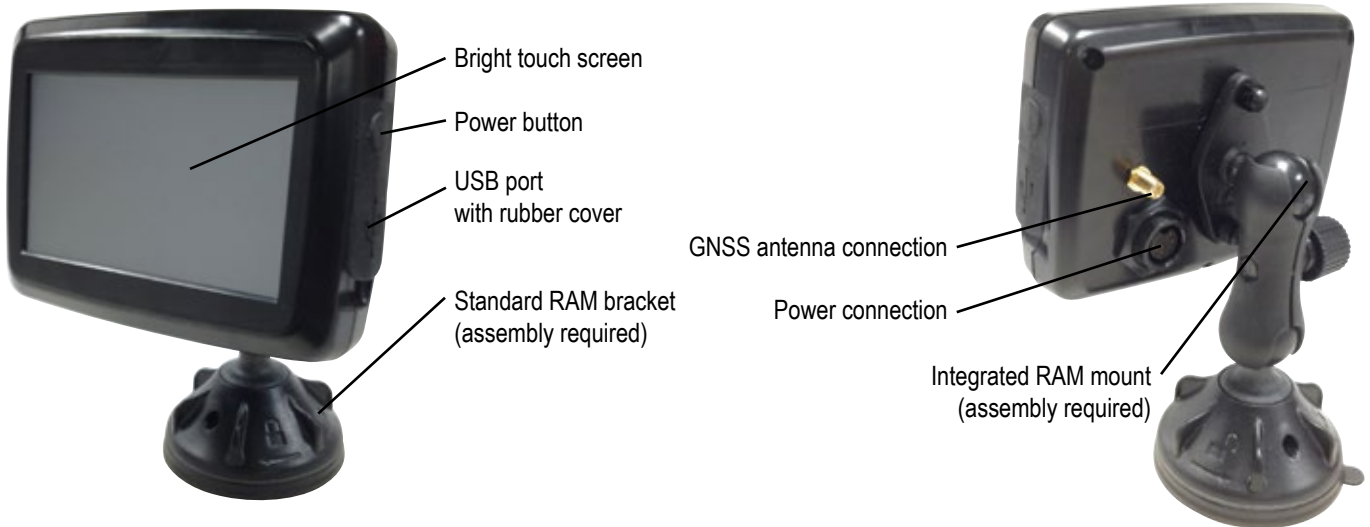 Bright touch screen
Power button
USB port
with rubber cover
Standard RAM bracket
(assembly required)
GNSS antenna connection
Power connection
Integrated RAM mount
(assembly required)